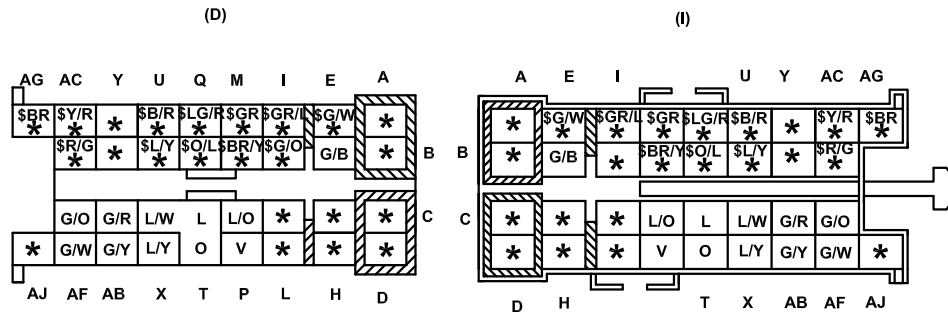 (D)
AG AC Y U Q M I E A
$BR $Y/R * $B/R $LG/R $GR $GR/L $G/W *
* * * * * * *
$R/G * $L/Y $O/L $BR/Y $G/O G/B *
* * * * *
B
G/O G/R L/W L L/O * * *
C
* G/W G/Y L/Y O V * * *
AJ AF AB X T P L H D
(I)
A E I U Y AC AG
* $G/W $GR/L $GR $LG/R $B/R * $Y/R $BR
* * * * * * *
B
* G/B * $BR/Y $O/L $L/Y * $R/G
* * * *
C
* * * L/O L L/W G/R G/O
* * * V O L/Y G/Y G/W *
D H T X AB AF AJ